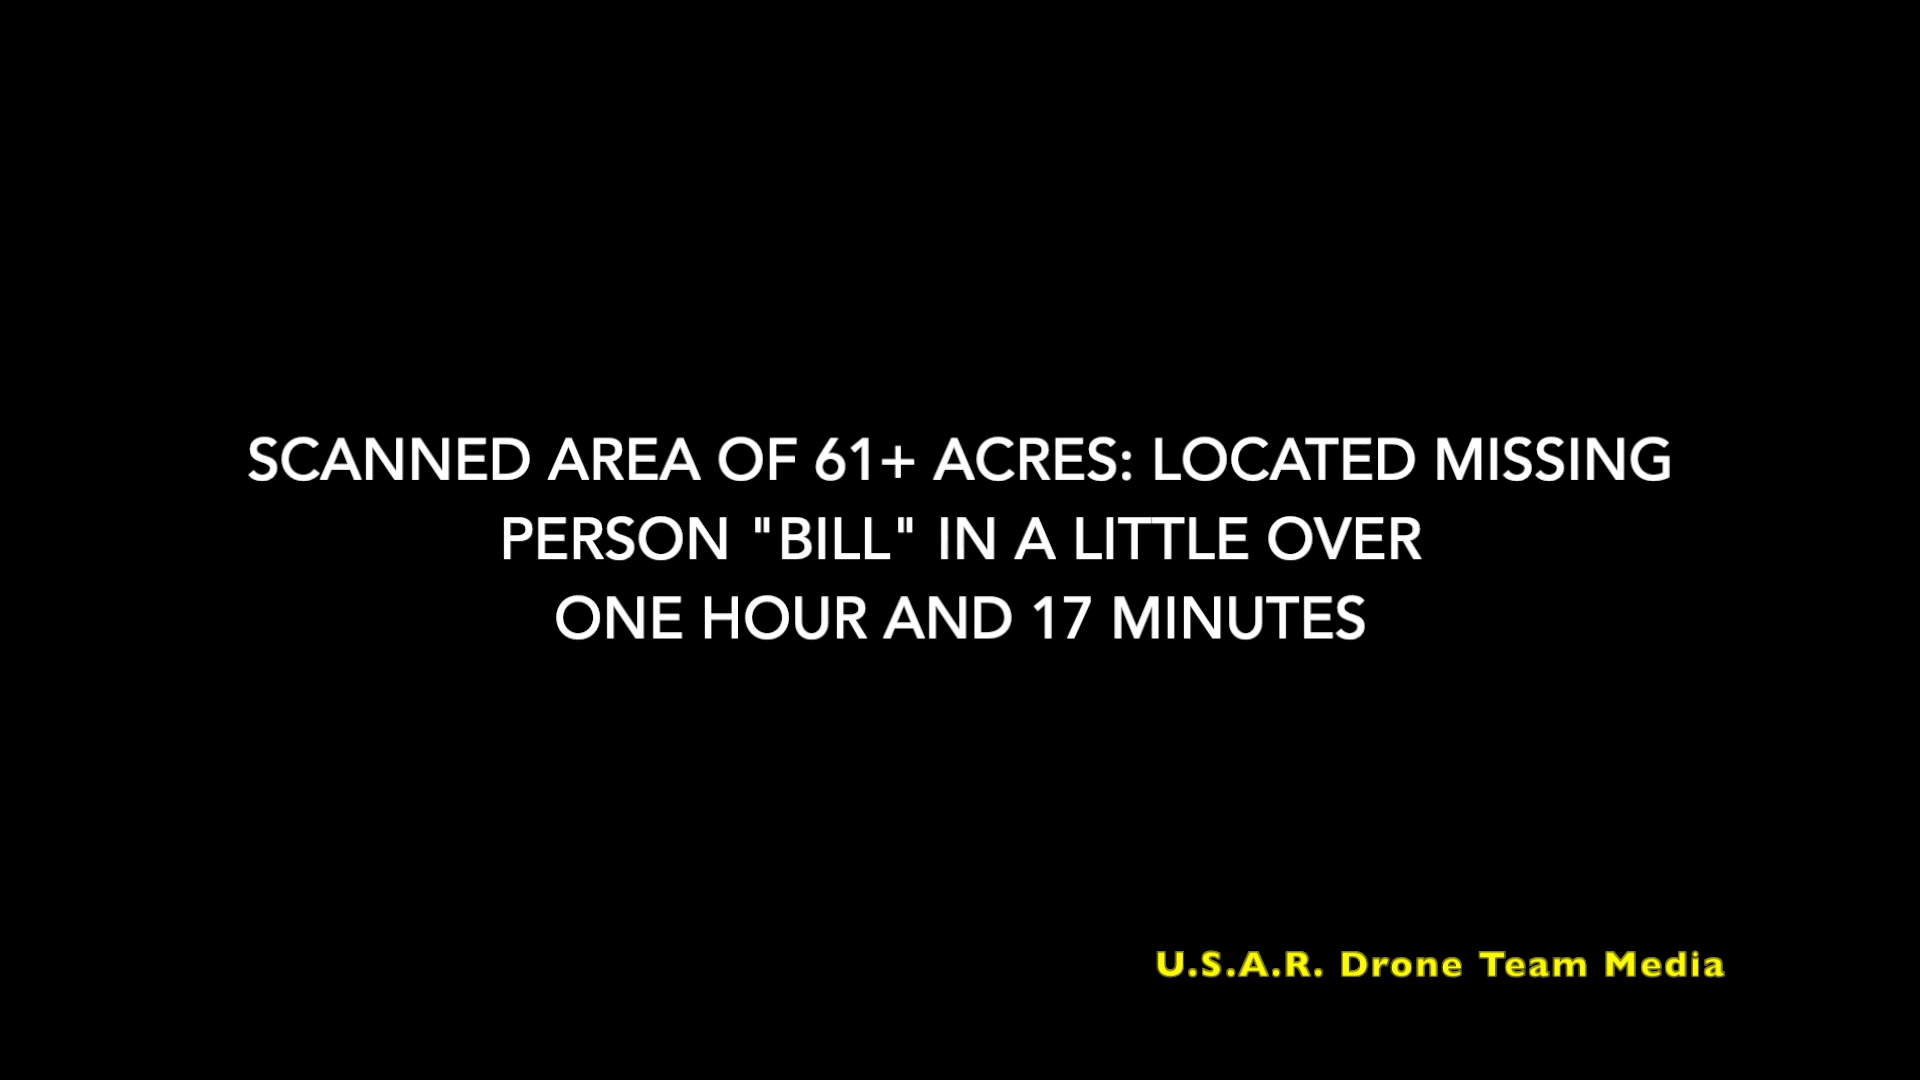 SCANNED AREA OF 61+ ACRES: LOCATED MISSING
PERSON "BILL" IN A LITTLE OVER
ONE HOUR AND 17 MINUTES
U.S.A.R. Drone Team Media